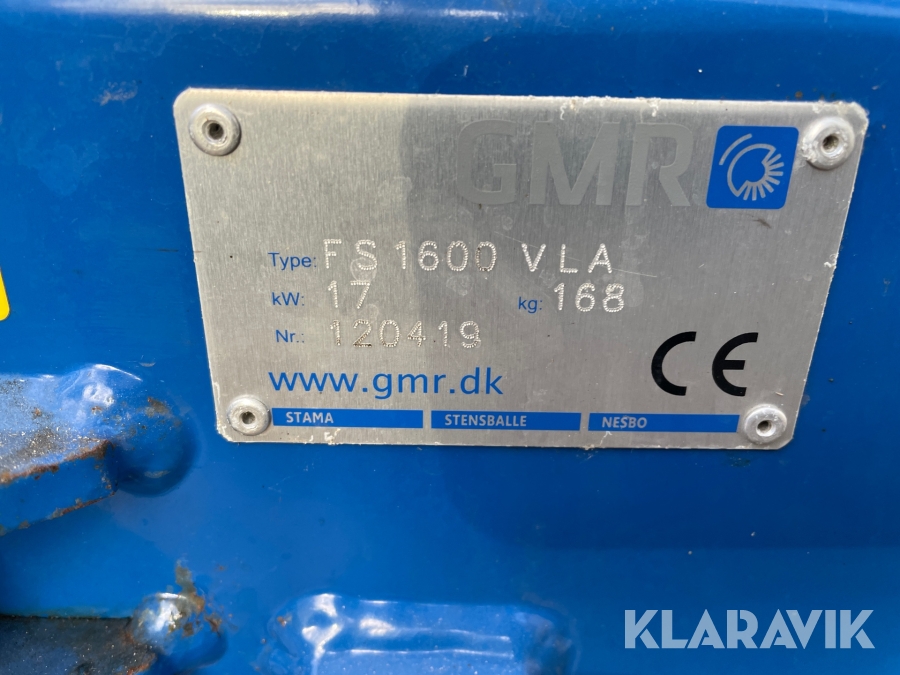 GMR
Type: FS 1600 VLA
kW: 17 kg: 168
Nr.: 120419
www.gmr.dk
STAMA STENSBALLE NESBO
CE
KLARAVIK